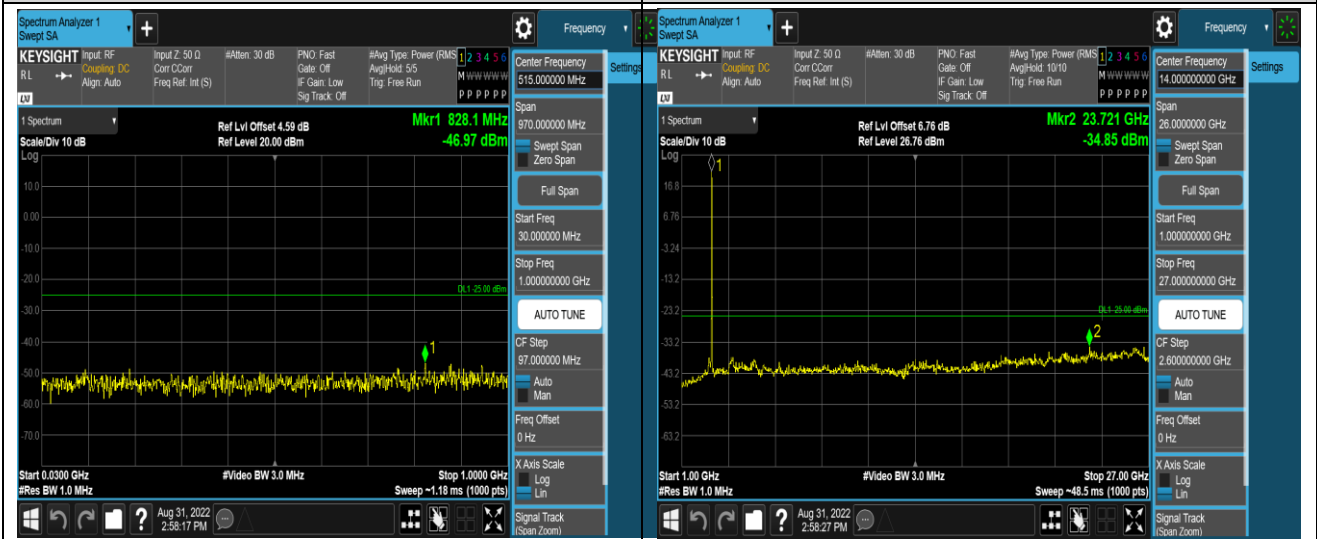 Spectrum Analyzer 1
Swept SA
+
Frequency
KEYSIGHT
RL
LXI
Input: RF
Coupling: DC
Align: Auto
Input Z: 50 Ω
Corr CCorr
Freq Ref: Int (S)
#Atten: 30 dB
PNO: Fast
Gate: Off
IF Gain: Low
Sig Track: Off
#Avg Type: Power (RMS
Avg|Hold: 5/5
Trig: Free Run
1 2 3 4 5 6
M W W W W W
P P P P P P
Center Frequency
515.000000 MHz
Settings
Span
970.000000 MHz
Swept Span
Zero Span
Full Span
Start Freq
30.000000 MHz
Stop Freq
1.000000000 GHz
AUTO TUNE
CF Step
97.000000 MHz
Auto
Man
Freq Offset
0 Hz
X Axis Scale
Log
Lin
Signal Track
(Span Zoom)
1 Spectrum
Scale/Div 10 dB
Log
Ref Lvl Offset 4.59 dB
Ref Level 20.00 dBm
Mkr1 828.1 MHz
-46.97 dBm
10.0
0.00
-10.0
-20.0
DL1 -25.00 dBm
-30.0
-40.0
1
-50.0
-60.0
-70.0
Start 0.0300 GHz
#Res BW 1.0 MHz
#Video BW 3.0 MHz
Stop 1.0000 GHz
Sweep ~1.18 ms (1000 pts)
?
Aug 31, 2022
2:58:17 PM
Spectrum Analyzer 1
Swept SA
+
Frequency
KEYSIGHT
RL
LXI
Input: RF
Coupling: DC
Align: Auto
Input Z: 50 Ω
Corr CCorr
Freq Ref: Int (S)
#Atten: 30 dB
PNO: Fast
Gate: Off
IF Gain: Low
Sig Track: Off
#Avg Type: Power (RMS
Avg|Hold: 10/10
Trig: Free Run
1 2 3 4 5 6
M W W W W W
P P P P P P
Center Frequency
14.000000000 GHz
Settings
Span
26.0000000 GHz
Swept Span
Zero Span
Full Span
Start Freq
1.000000000 GHz
Stop Freq
27.000000000 GHz
AUTO TUNE
CF Step
2.600000000 GHz
Auto
Man
Freq Offset
0 Hz
X Axis Scale
Log
Lin
Signal Track
(Span Zoom)
1 Spectrum
Scale/Div 10 dB
Log
Ref Lvl Offset 6.76 dB
Ref Level 26.76 dBm
Mkr2 23.721 GHz
-34.85 dBm
1
16.8
6.76
-3.24
-13.2
-23.2
DL1 -25.00 dBm
2
-33.2
-43.2
-53.2
-63.2
Start 1.00 GHz
#Res BW 1.0 MHz
#Video BW 3.0 MHz
Stop 27.00 GHz
Sweep ~48.5 ms (1000 pts)
?
Aug 31, 2022
2:58:27 PM